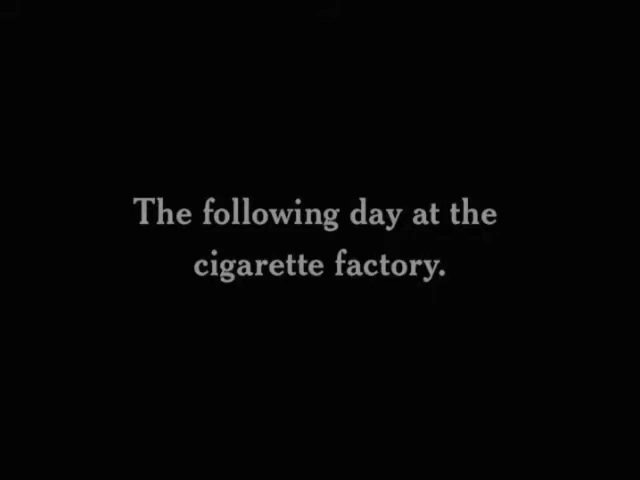 The following day at the
cigarette factory.